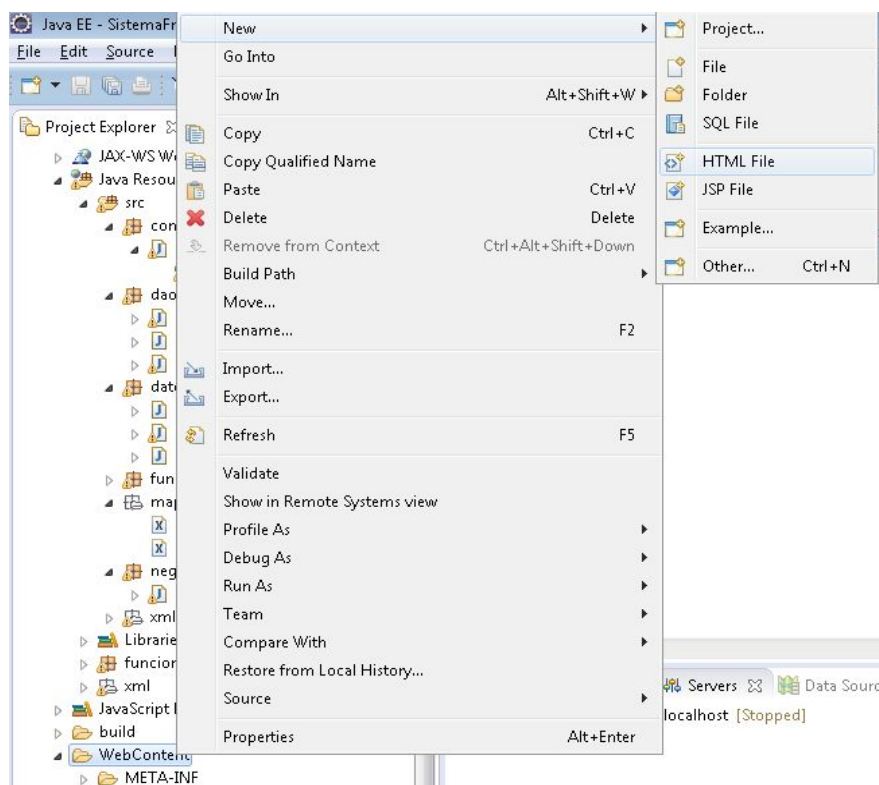 Java EE - SistemaFr
File Edit Source
Project Explorer
JAX-WS W
Java Resou
src
con
J
dao
J
J
J
date
J
J
J
fun
map
X
X
neg
J
xml
Librarie
funcior
xml
JavaScript
build
WebContent
META-INF
New
Go Into
Show In Alt+Shift+W
Copy Ctrl+C
Copy Qualified Name
Paste Ctrl+V
Delete Delete
Remove from Context Ctrl+Alt+Shift+Down
Build Path
Move...
Rename... F2
Import...
Export...
Refresh F5
Validate
Show in Remote Systems view
Profile As
Debug As
Run As
Team
Compare With
Restore from Local History...
Source
Properties Alt+Enter
Project...
File
Folder
SQL File
HTML File
JSP File
Example...
Other... Ctrl+N
Servers Data Sourc
localhost [Stopped]